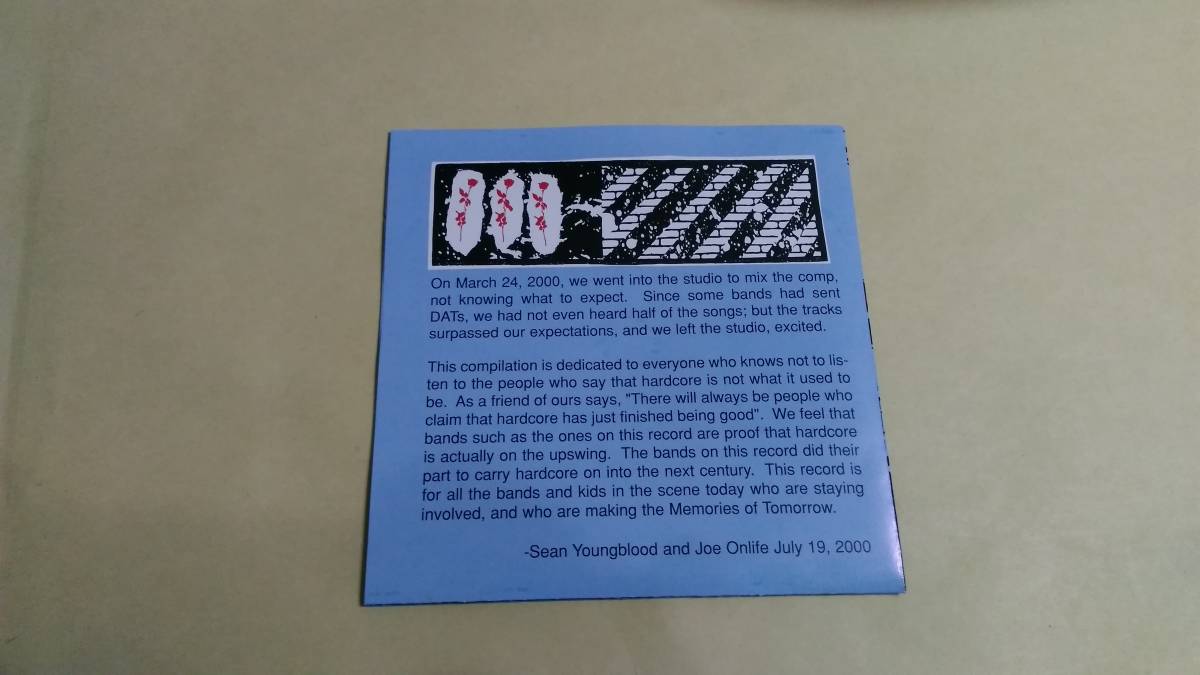 On March 24, 2000, we went into the studio to mix the comp,
not knowing what to expect.  Since some bands had sent
DATs, we had not even heard half of the songs; but the tracks
surpassed our expectations, and we left the studio, excited.
This compilation is dedicated to everyone who knows not to lis-
ten to the people who say that hardcore is not what it used to
be.  As a friend of ours says, "There will always be people who
claim that hardcore has just finished being good".  We feel that
bands such as the ones on this record are proof that hardcore
is actually on the upswing.  The bands on this record did their
part to carry hardcore on into the next century.  This record is
for all the bands and kids in the scene today who are staying
involved, and who are making the Memories of Tomorrow.
-Sean Youngblood and Joe Onlife July 19, 2000